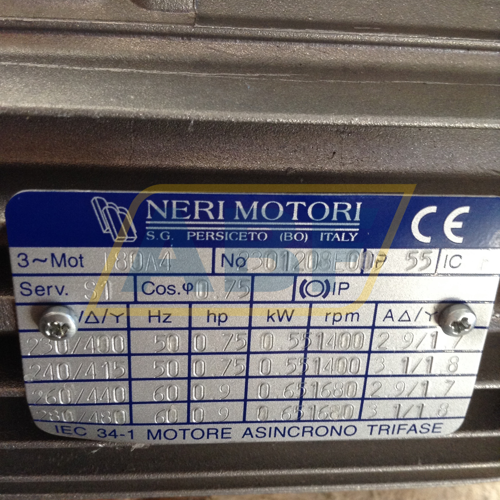 NERI MOTORI
S.G. PERSICETO (BO) ITALY
CE
3~Mot T80A4 No IP 55 IC
Serv. S1 Cos.φ 0.75 IP
V Δ/Y Hz hp kW rpm A Δ/Y
230/400 50 0.75 0.55 1400 2.9/1.7
240/415 50 0.75 0.55 1400 3.1/1.8
260/440 60 0.9 0.65 1680 2.9/1.7
280/480 60 0.9 0.65 1680 3.1/1.8
IEC 34-1 MOTORE ASINCRONO TRIFASE